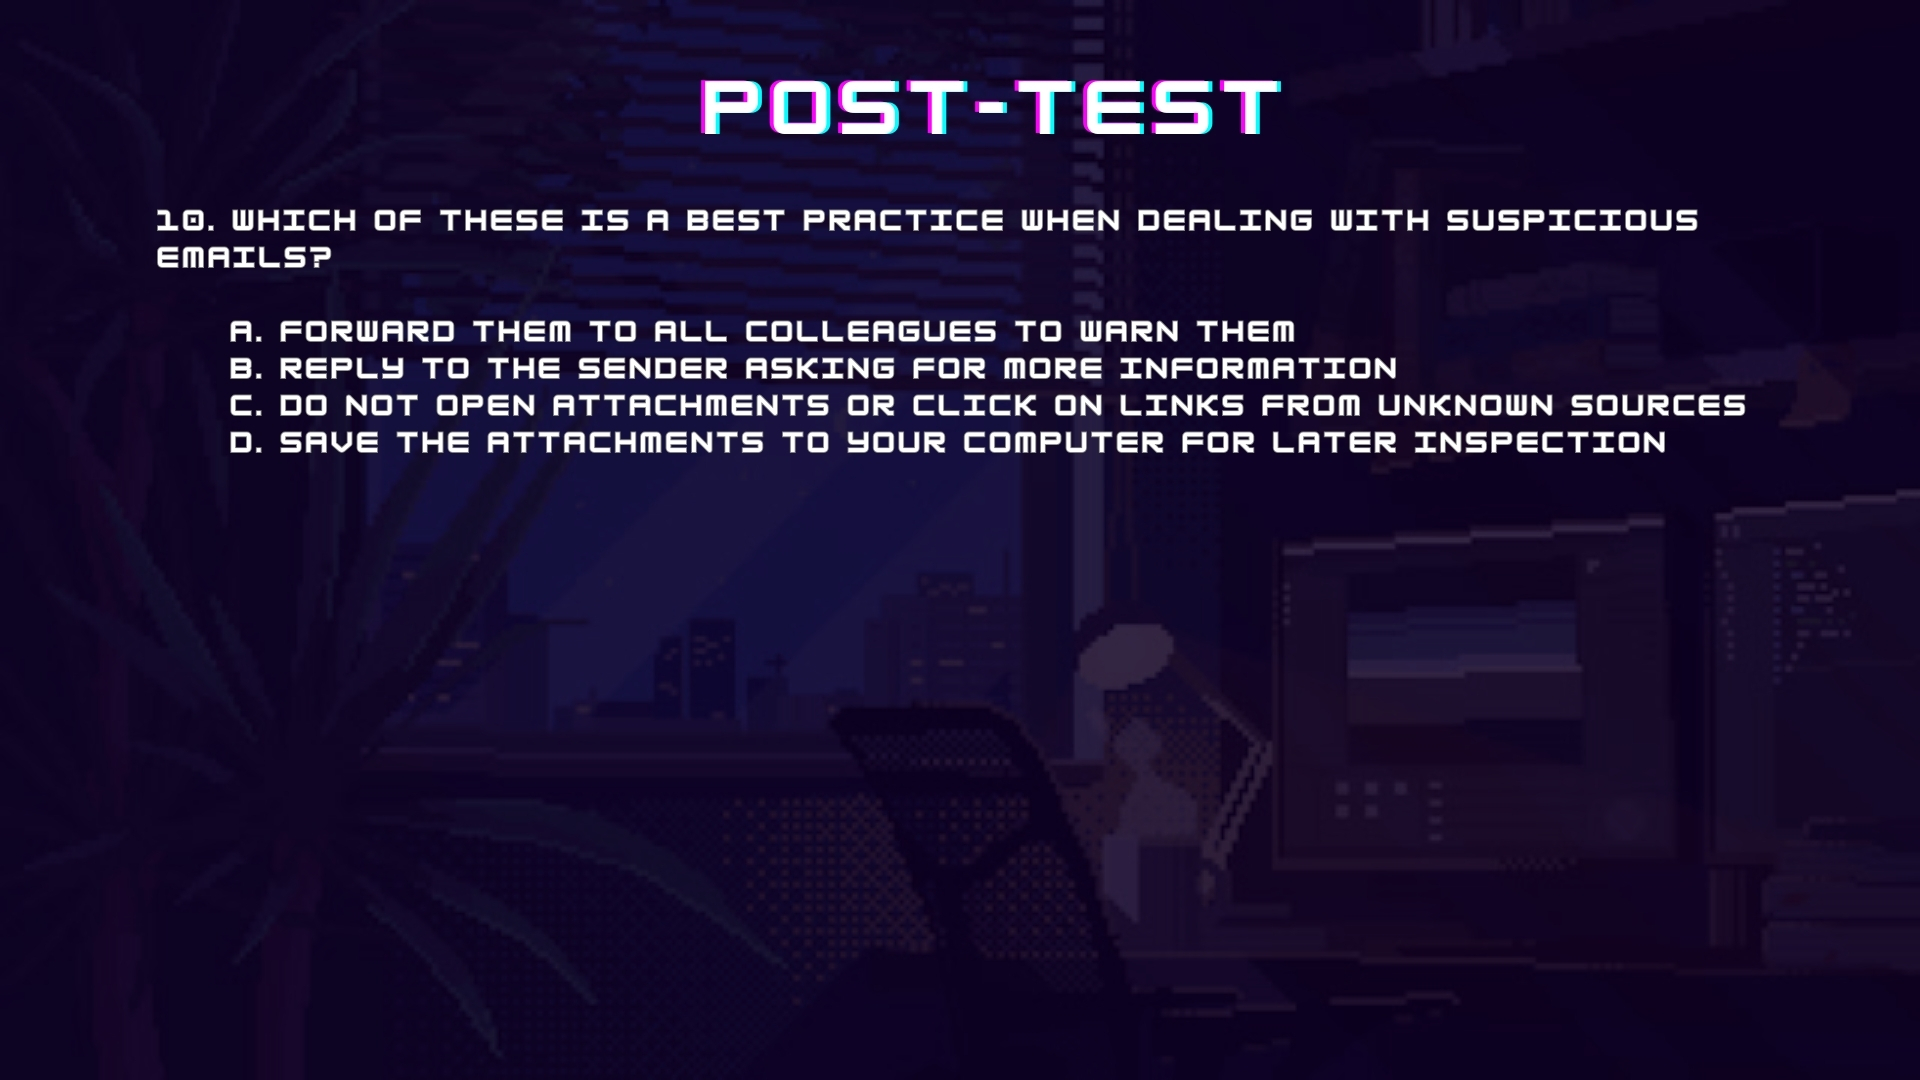 POST-TEST
10. WHICH OF THESE IS A BEST PRACTICE WHEN DEALING WITH SUSPICIOUS
EMAILS?
A. FORWARD THEM TO ALL COLLEAGUES TO WARN THEM
B. REPLY TO THE SENDER ASKING FOR MORE INFORMATION
C. DO NOT OPEN ATTACHMENTS OR CLICK ON LINKS FROM UNKNOWN SOURCES
D. SAVE THE ATTACHMENTS TO YOUR COMPUTER FOR LATER INSPECTION